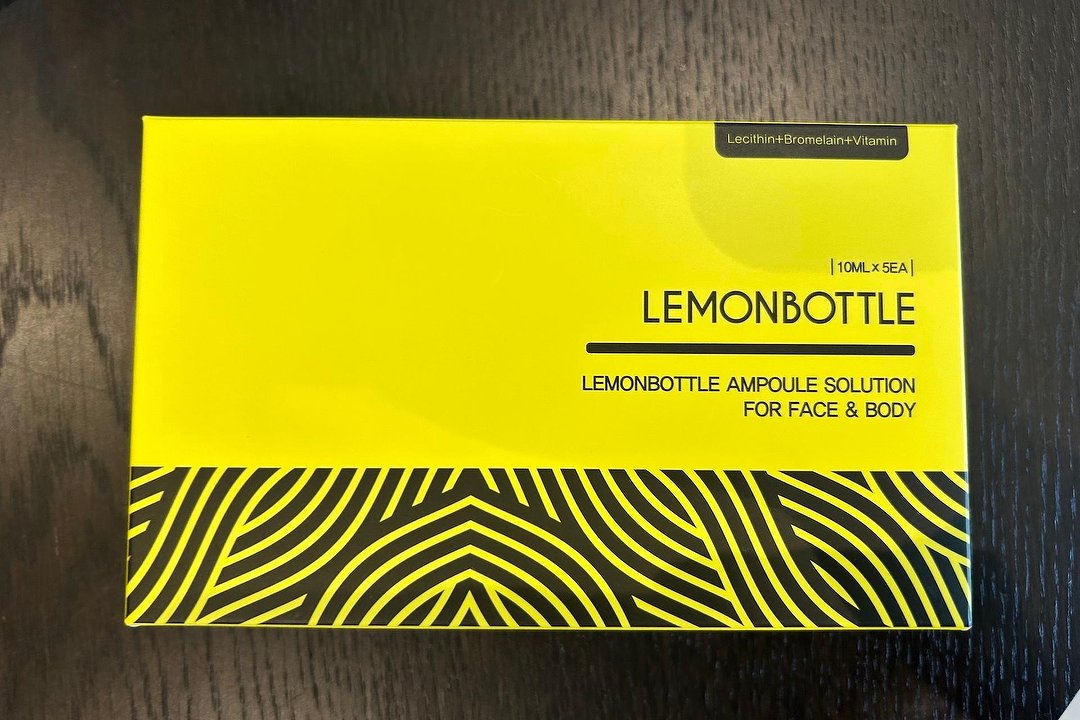 Lecithin+Bromelain+Vitamin
|10ML×5EA|
LEMONBOTTLE
LEMONBOTTLE AMPOULE SOLUTION
FOR FACE & BODY